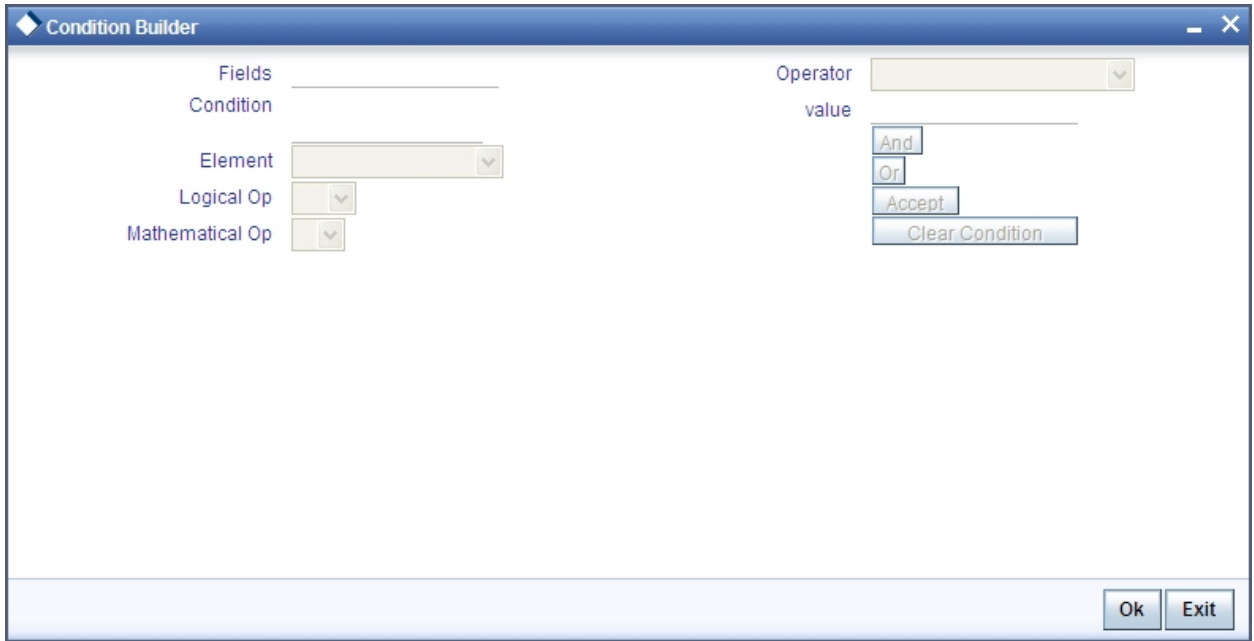 Condition Builder
Fields
Operator
Condition
value
And
Element
Or
Logical Op
Accept
Mathematical Op
Clear Condition
Ok
Exit